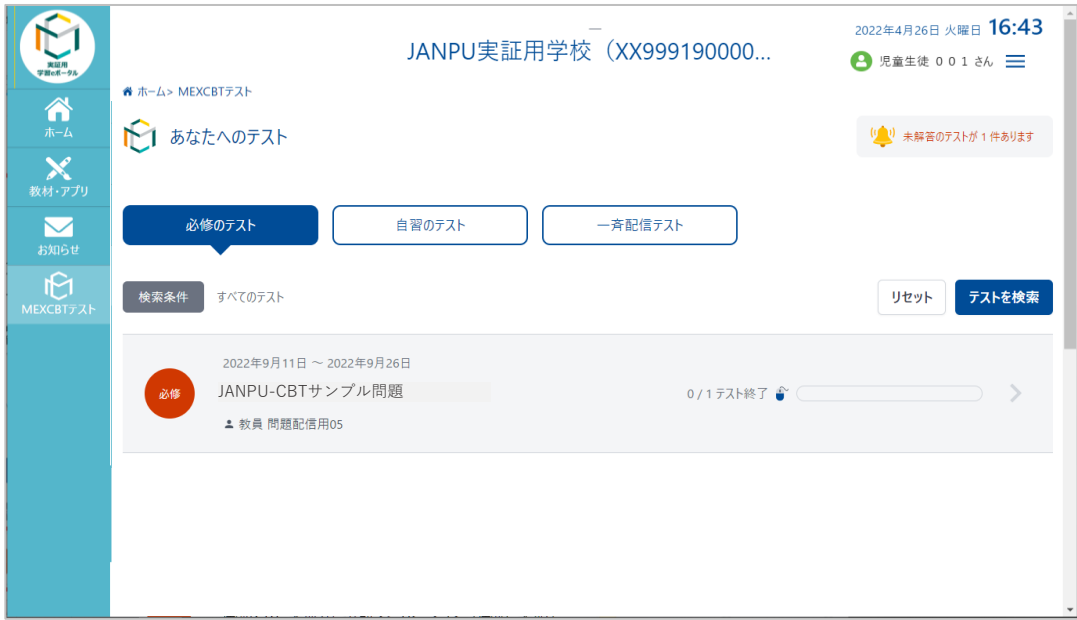 実証用
学習eポータル
JANPU実証用学校（XX999190000...
2022年4月26日 火曜日 16:43
児童生徒 ００１ さん
ホーム
教材・アプリ
お知らせ
MEXCBTテスト
ホーム> MEXCBTテスト
あなたへのテスト
未解答のテストが 1 件あります
必修のテスト
自習のテスト
一斉配信テスト
検索条件 すべてのテスト
リセット
テストを検索
必修
2022年9月11日 ～ 2022年9月26日
JANPU-CBTサンプル問題
教員 問題配信用05
0 / 1 テスト終了